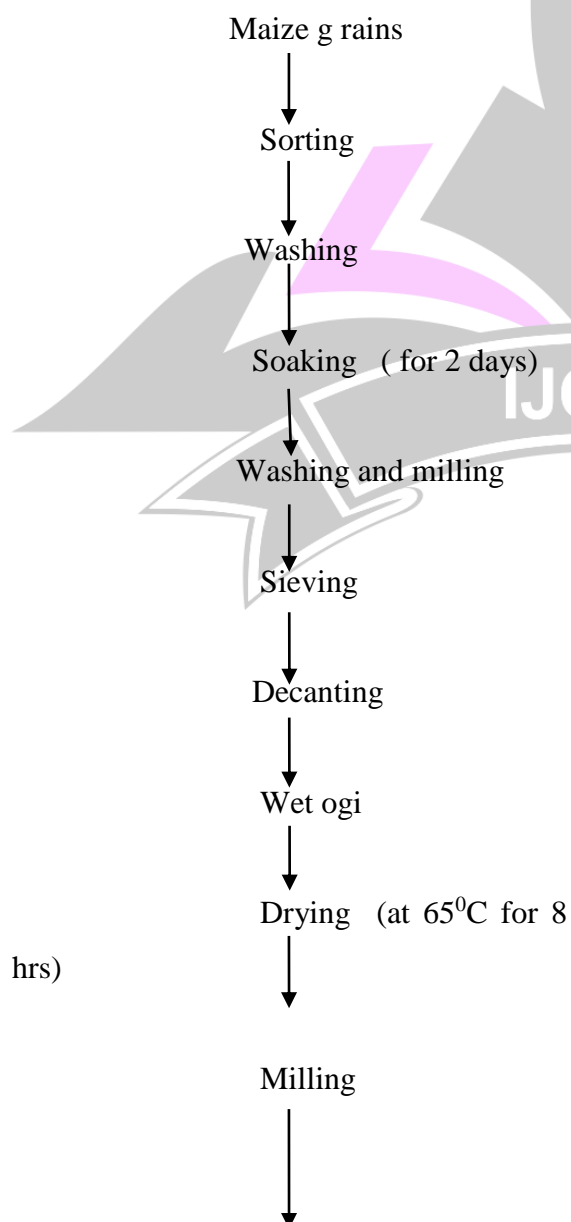 Maize g rains
Sorting
Washing
Soaking ( for 2 days)
IJ
Washing and milling
Sieving
Decanting
Wet ogi
Drying (at 65⁰C for 8
hrs)
Milling